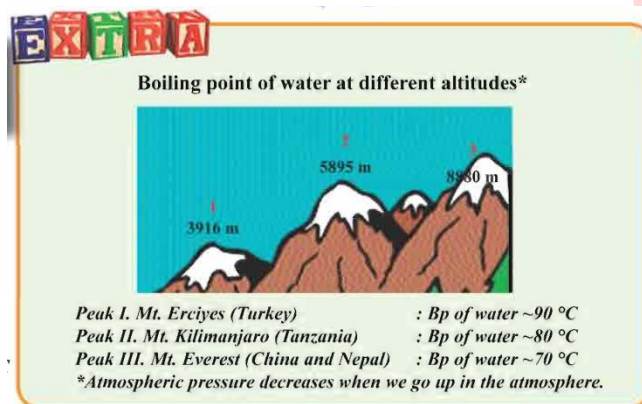 EXTRA
Boiling point of water at different altitudes*
2
5895 m
3
8880 m
1
3916 m
Peak I. Mt. Erciyes (Turkey) : Bp of water ~90 °C
Peak II. Mt. Kilimanjaro (Tanzania) : Bp of water ~80 °C
Peak III. Mt. Everest (China and Nepal) : Bp of water ~70 °C
*Atmospheric pressure decreases when we go up in the atmosphere.